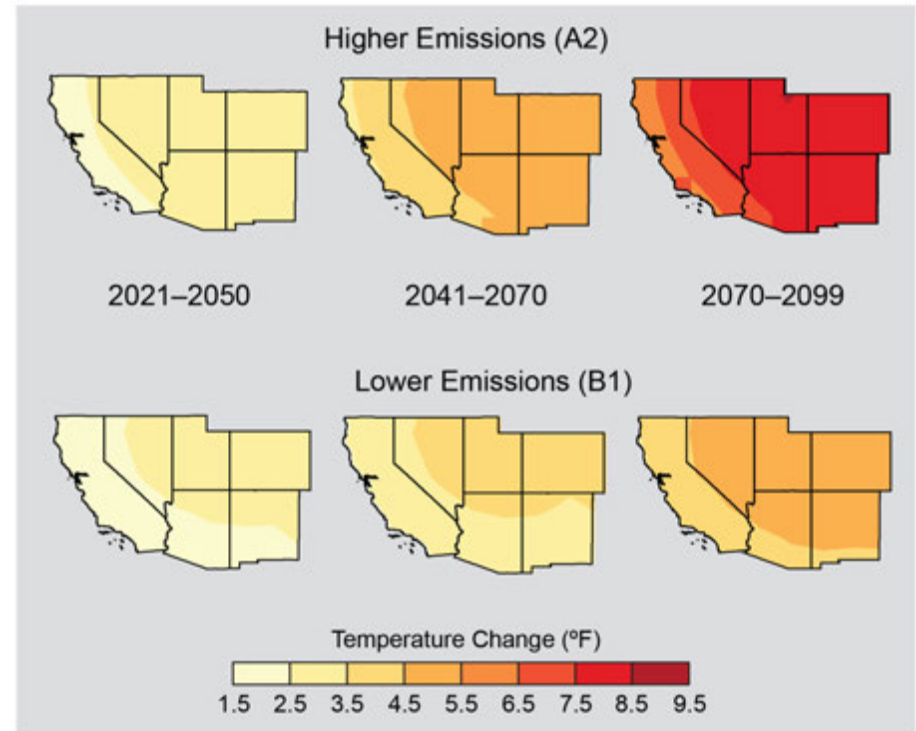 Higher Emissions (A2)
2021–2050 2041–2070 2070–2099
Lower Emissions (B1)
Temperature Change (ºF)
1.5 2.5 3.5 4.5 5.5 6.5 7.5 8.5 9.5